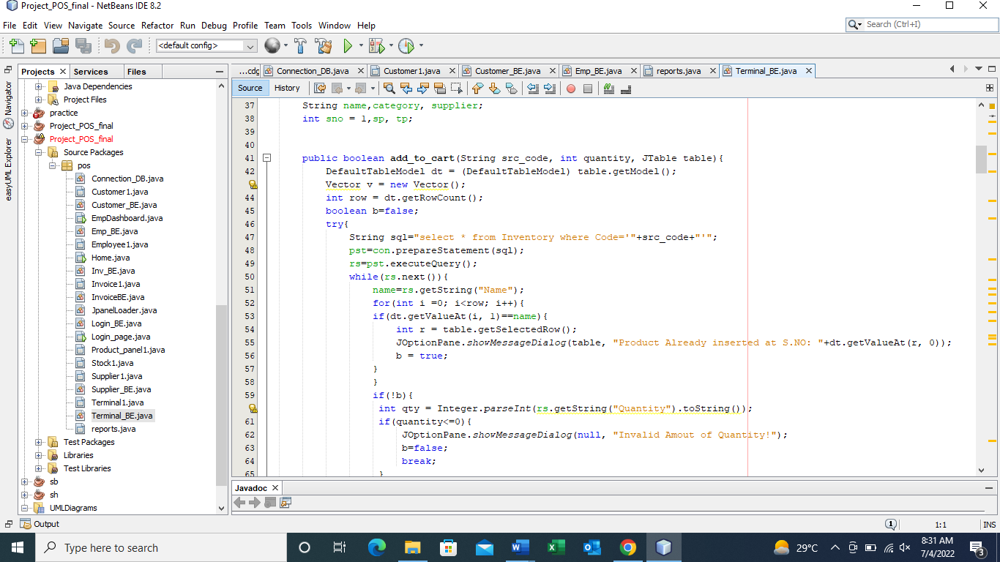 Project_POS_final - NetBeans IDE 8.2
File Edit View Navigate Source Refactor Run Debug Profile Team Tools Window Help
Search (Ctrl+I)
<default config>
Projects Services Files
...cdg Connection_DB.java Customer1.java Customer_BE.java Emp_BE.java reports.java Terminal_BE.java
Source History
Navigator
easyUML Explorer
Java Dependencies
Project Files
practice
Project_POS_final
Project_POS_final
Source Packages
pos
Connection_DB.java
Customer1.java
Customer_BE.java
EmpDashboard.java
Emp_BE.java
Employee1.java
Home.java
Inv_BE.java
Invoice1.java
InvoiceBE.java
JpanelLoader.java
Login_BE.java
Login_page.java
Product_panel1.java
Stock1.java
Supplier1.java
Supplier_BE.java
Terminal1.java
Terminal_BE.java
reports.java
Test Packages
Libraries
Test Libraries
sb
sh
UMLDiagrams
37 String name,category, supplier;
38 int sno = 1,sp, tp;
39
40
41 public boolean add_to_cart(String src_code, int quantity, JTable table){
42 DefaultTableModel dt = (DefaultTableModel) table.getModel();
Vector v = new Vector();
44 int row = dt.getRowCount();
45 boolean b=false;
46 try{
47 String sql="select * from Inventory where Code='"+src_code+"'";
48 pst=con.prepareStatement(sql);
49 rs=pst.executeQuery();
50 while(rs.next()){
51 name=rs.getString("Name");
52 for(int i =0; i<row; i++){
53 if(dt.getValueAt(i, 1)==name){
54 int r = table.getSelectedRow();
55 JOptionPane.showMessageDialog(table, "Product Already inserted at S.NO: "+dt.getValueAt(r, 0));
56 b = true;
57 }
58 }
59 if(!b){
int qty = Integer.parseInt(rs.getString("Quantity").toString());
61 if(quantity<=0){
62 JOptionPane.showMessageDialog(null, "Invalid Amout of Quantity!");
63 b=false;
64 break;
65 }
Javadoc
Output
1 1:1 INS
Type here to search
29°C
8:31 AM
7/4/2022
3